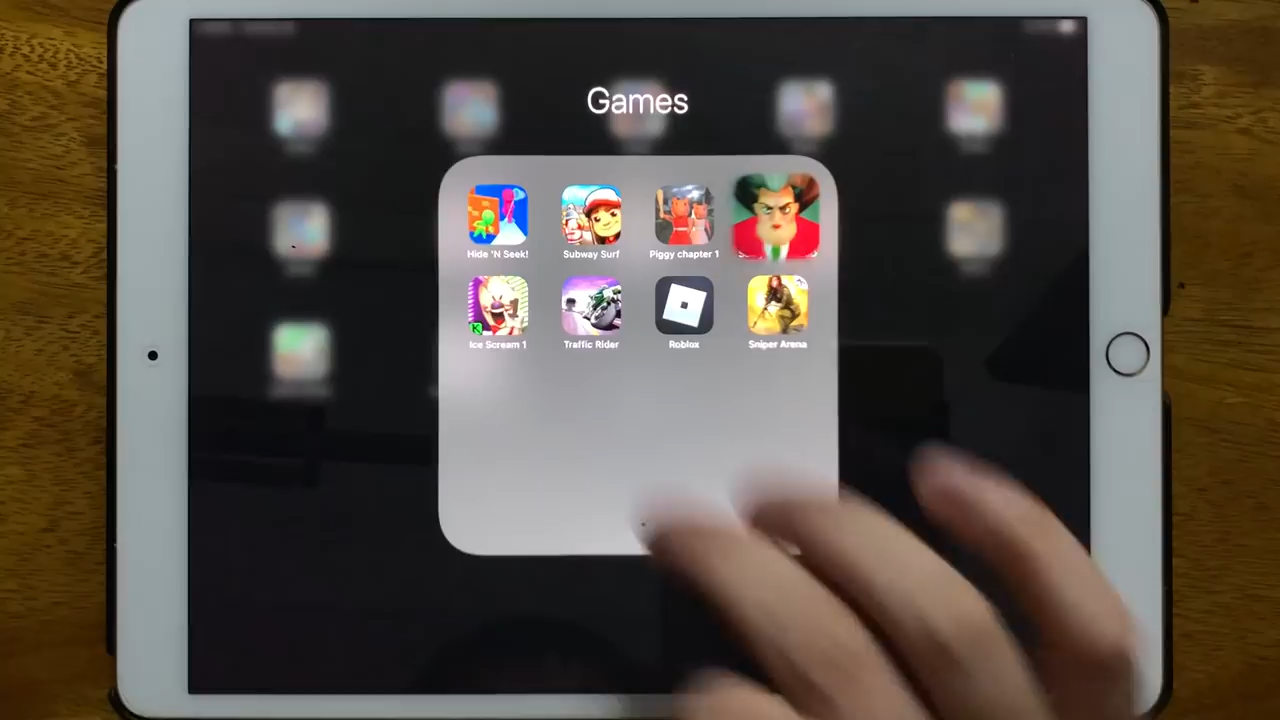 Games
Hide 'N Seek!
Subway Surf
Piggy chapter 1
Ice Scream 1
Traffic Rider
Roblox
Sniper Arena